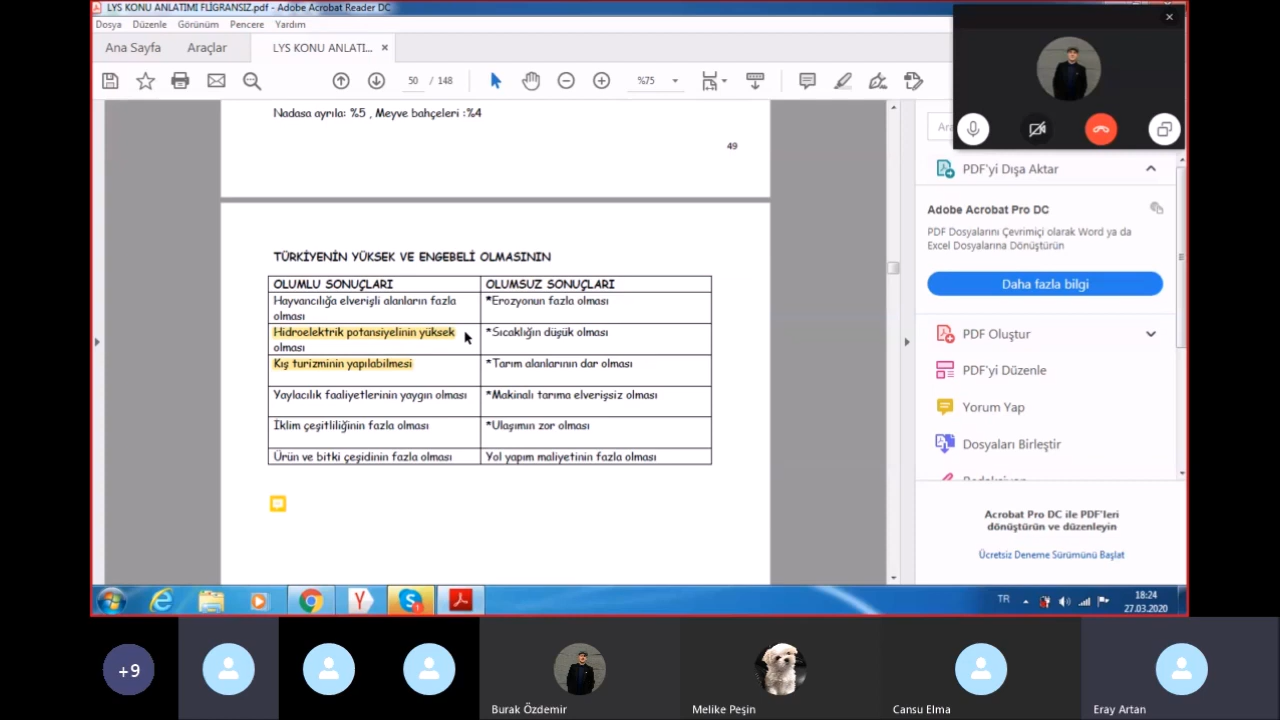 LYS KONU ANLATIMI FLİGRANSIZ.pdf - Adobe Acrobat Reader DC
Dosya Düzenle Görünüm Pencere Yardım
Ana Sayfa Araçlar LYS KONU ANLATI... ×
50 / 148 %75
Nadasa ayrıla: %5 , Meyve bahçeleri :%4
49
TÜRKİYENİN YÜKSEK VE ENGEBELİ OLMASININ
OLUMLU SONUÇLARI OLUMSUZ SONUÇLARI
Hayvancılığa elverişli alanların fazla *Erozyonun fazla olması
olması
Hidroelektrik potansiyelinin yüksek *Sıcaklığın düşük olması
olması
Kış turizminin yapılabilmesi *Tarım alanlarının dar olması
Yaylacılık faaliyetlerinin yaygın olması *Makinalı tarıma elverişsiz olması
İklim çeşitliliğinin fazla olması *Ulaşımın zor olması
Ürün ve bitki çeşidinin fazla olması Yol yapım maliyetinin fazla olması
PDF'yi Dışa Aktar
Adobe Acrobat Pro DC
PDF Dosyalarını Çevrimiçi olarak Word ya da
Excel Dosyalarına Dönüştürün
Daha fazla bilgi
PDF Oluştur
PDF'yi Düzenle
Yorum Yap
Dosyaları Birleştir
Acrobat Pro DC ile PDF'leri
dönüştürün ve düzenleyin
Ücretsiz Deneme Sürümünü Başlat
TR 18:24
27.03.2020
+9
Burak Özdemir Melike Peşin Cansu Elma Eray Artan